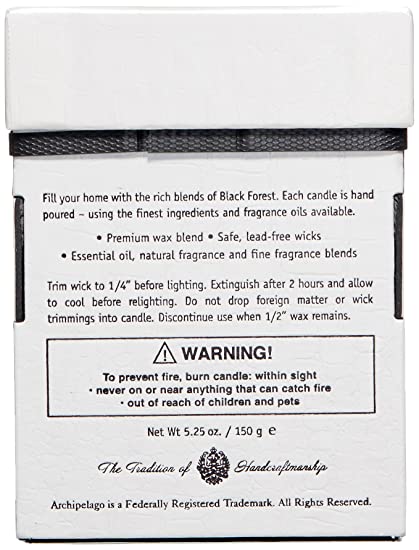 Fill your home with the rich blends of Black Forest. Each candle is hand
poured ~ using the finest ingredients and fragrance oils available.
• Premium wax blend • Safe, lead-free wicks
• Essential oil, natural fragrance and fine fragrance blends
Trim wick to 1/4" before lighting. Extinguish after 2 hours and allow
to cool before relighting. Do not drop foreign matter or wick
trimmings into candle. Discontinue use when 1/2" wax remains.
⚠ WARNING!
To prevent fire, burn candle: within sight
• never on or near anything that can catch fire
• out of reach of children and pets
Net Wt 5.25 oz. / 150 g e
The Tradition of Handcraftmanship
Archipelago is a Federally Registered Trademark. All Rights Reserved.